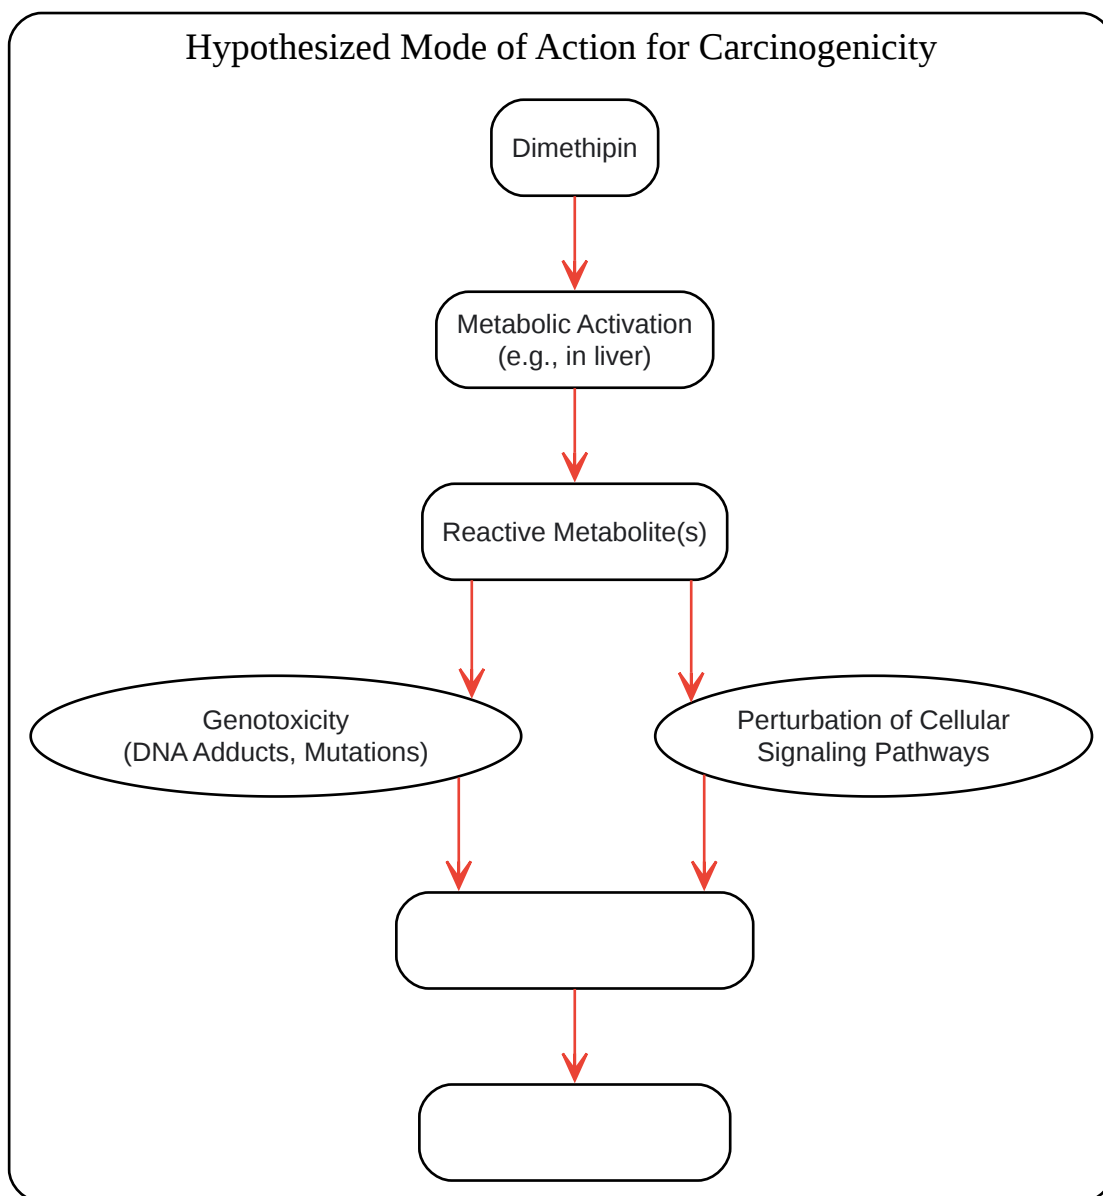 Hypothesized Mode of Action for Carcinogenicity
Dimethipin
Metabolic Activation
(e.g., in liver)
Reactive Metabolite(s)
Genotoxicity
(DNA Adducts, Mutations)
Perturbation of Cellular
Signaling Pathways